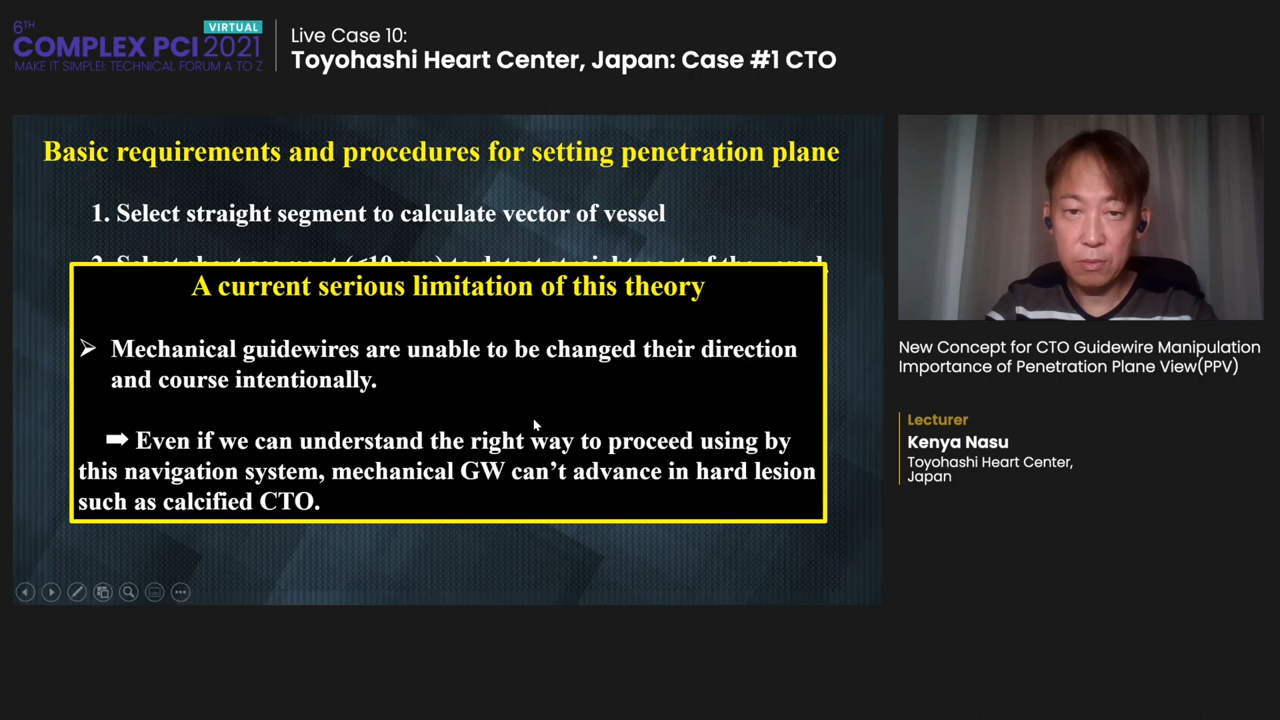 6TH
VIRTUAL
COMPLEX PCI 2021
MAKE IT SIMPLE!: TECHNICAL FORUM A TO Z
Live Case 10:
Toyohashi Heart Center, Japan: Case #1 CTO
Basic requirements and procedures for setting penetration plane
1. Select straight segment to calculate vector of vessel
A current serious limitation of this theory
➢ Mechanical guidewires are unable to be changed their direction
and course intentionally.
➡ Even if we can understand the right way to proceed using by
this navigation system, mechanical GW can’t advance in hard lesion
such as calcified CTO.
New Concept for CTO Guidewire Manipulation
Importance of Penetration Plane View(PPV)
Lecturer
Kenya Nasu
Toyohashi Heart Center,
Japan